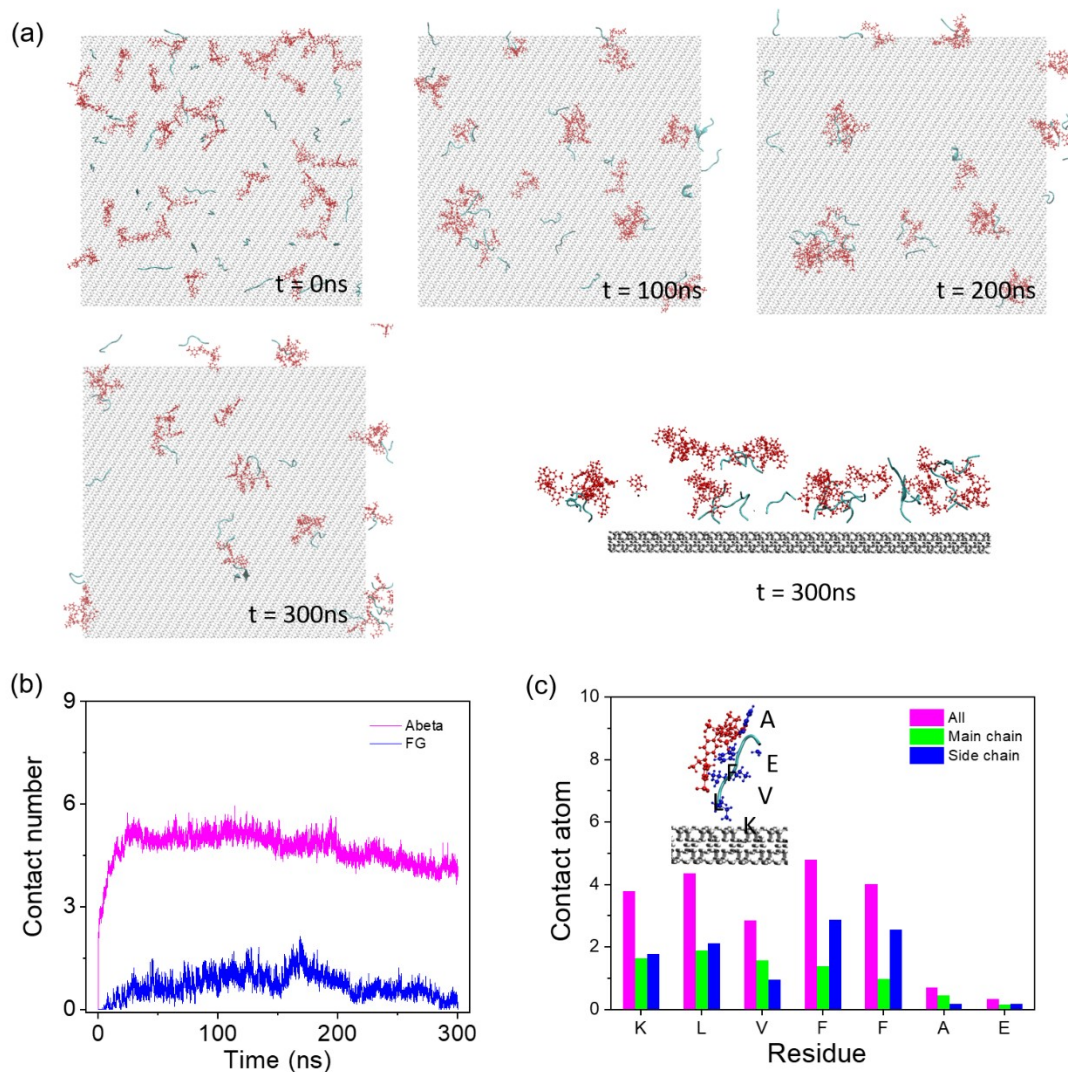 (a)
t = 0ns
t = 100ns
t = 200ns
t = 300ns
t = 300ns
(b)
9
6
3
0
Contact number
Abeta
FG
0
100
200
300
Time (ns)
(c)
10
8
6
4
2
0
Contact atom
All
Main chain
Side chain
A
E
F
V
L
K
K
L
V
F
F
A
E
Residue